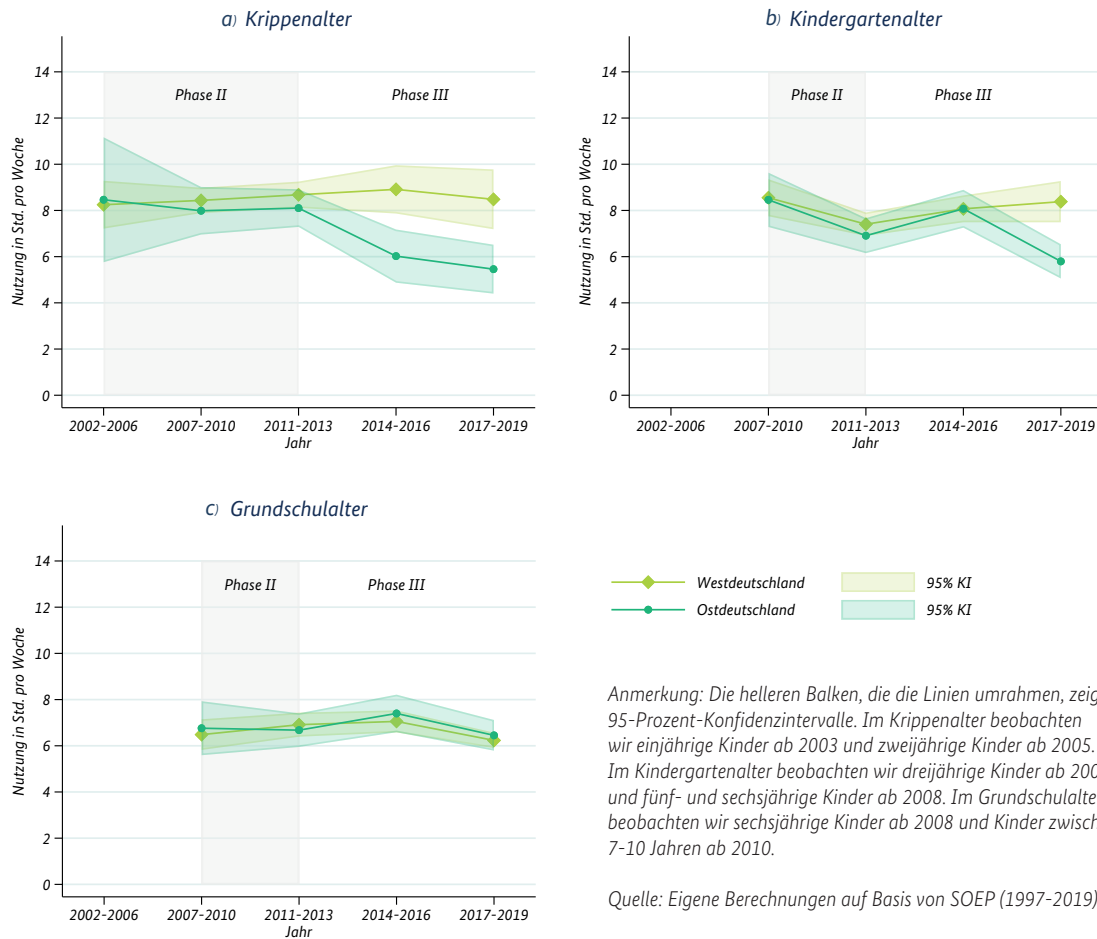 a) Krippenalter
Nutzung in Std. pro Woche
14
12
10
8
6
4
2
0
Phase II
Phase III
2002-2006
2007-2010
2011-2013
2014-2016
2017-2019
Jahr
b) Kindergartenalter
Nutzung in Std. pro Woche
14
12
10
8
6
4
2
0
Phase II
Phase III
2002-2006
2007-2010
2011-2013
2014-2016
2017-2019
Jahr
c) Grundschulalter
Nutzung in Std. pro Woche
14
12
10
8
6
4
2
0
Phase II
Phase III
2002-2006
2007-2010
2011-2013
2014-2016
2017-2019
Jahr
Westdeutschland 95% KI
Ostdeutschland 95% KI
Anmerkung: Die helleren Balken, die die Linien umrahmen,
95-Prozent-Konfidenzintervalle. Im Krippenalter beobachten
wir einjährige Kinder ab 2003 und zweijährige Kinder ab 2005.
Im Kindergartenalter beobachten wir dreijährige Kinder ab
und fünf- und sechsjährige Kinder ab 2008. Im
beobachten wir sechsjährige Kinder ab 2008 und Kinder
7-10 Jahren ab 2010.
Quelle: Eigene Berechnungen auf Basis von SOEP (1997-2019)